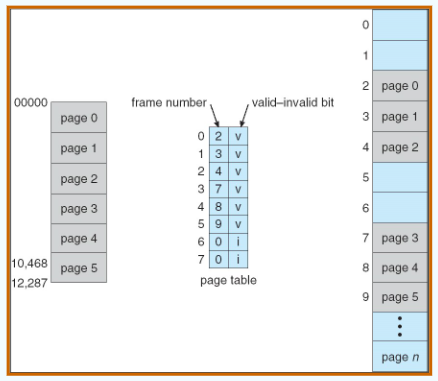 00000
page 0
page 1
page 2
page 3
page 4
page 5
10,468
12,287
frame number
valid–invalid bit
0 2 v
1 3 v
2 4 v
3 7 v
4 8 v
5 9 v
6 0 i
7 0 i
page table
0
1
2 page 0
3 page 1
4 page 2
5
6
7 page 3
8 page 4
9 page 5
page n